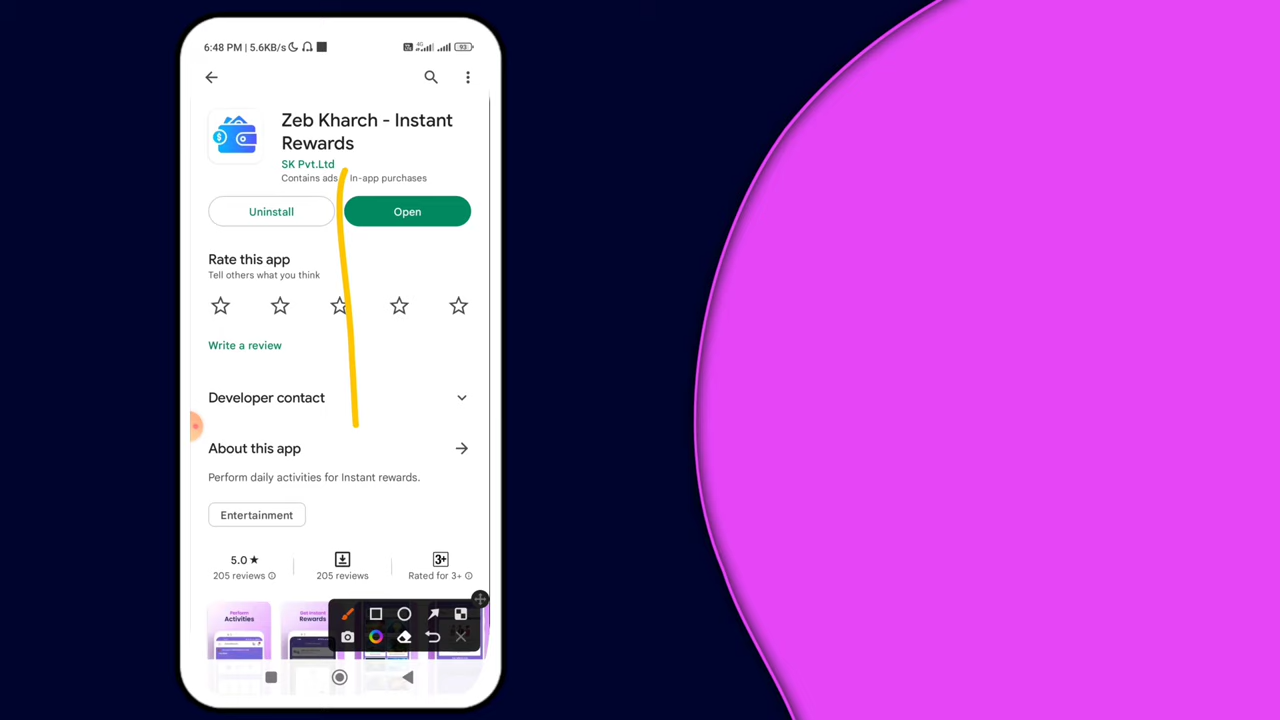 6:48 PM | 5.6KB/s 4G 93
Zeb Kharch - Instant
Rewards
SK Pvt.Ltd
Contains ads In-app purchases
Uninstall
Open
Rate this app
Tell others what you think
Write a review
Developer contact
About this app
Perform daily activities for Instant rewards.
Entertainment
5.0 ★ 3+
205 reviews 205 reviews Rated for 3+
Perform
Activities
Get Instant
Rewards